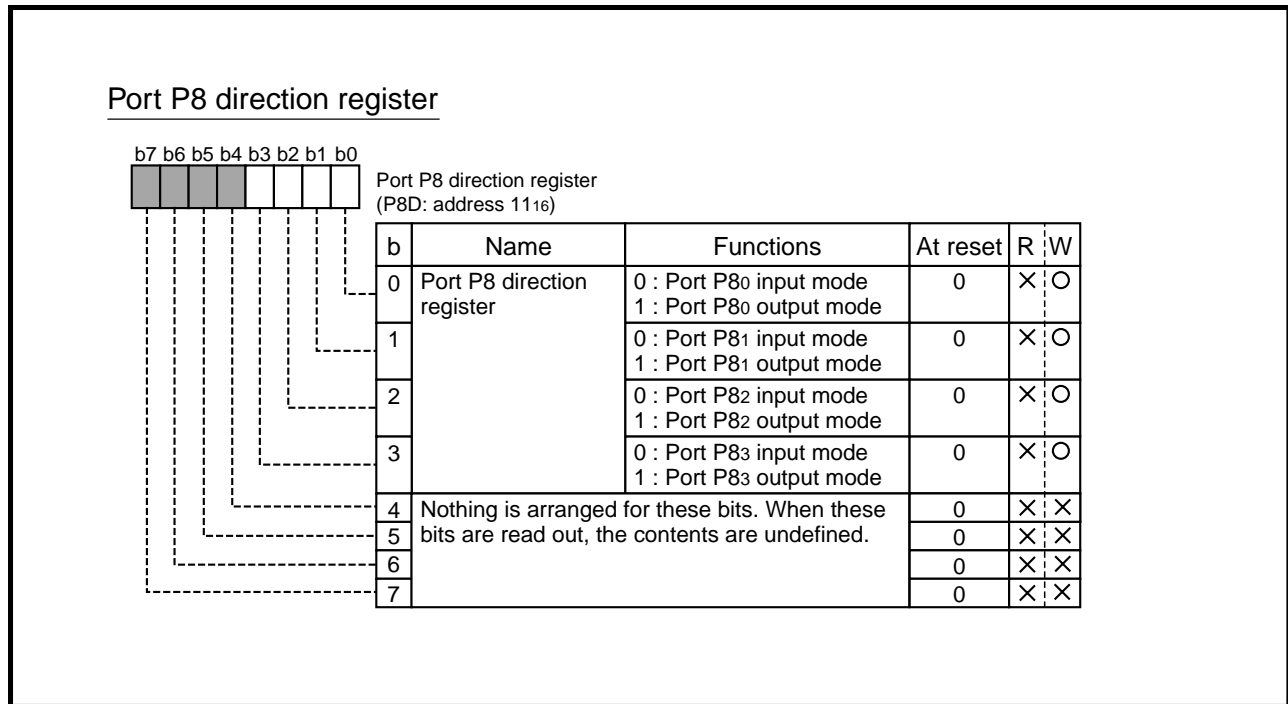 Port P8 direction register
b7 b6 b5 b4 b3 b2 b1 b0
Port P8 direction register
(P8D: address 1116)
b Name Functions At reset R W
0 Port P8 direction 0 : Port P80 input mode 0 × ○
register 1 : Port P80 output mode
1 0 : Port P81 input mode 0 × ○
1 : Port P81 output mode
2 0 : Port P82 input mode 0 × ○
1 : Port P82 output mode
3 0 : Port P83 input mode 0 × ○
1 : Port P83 output mode
4 Nothing is arranged for these bits. When these 0 × ×
5 bits are read out, the contents are undefined. 0 × ×
6 0 × ×
7 0 × ×